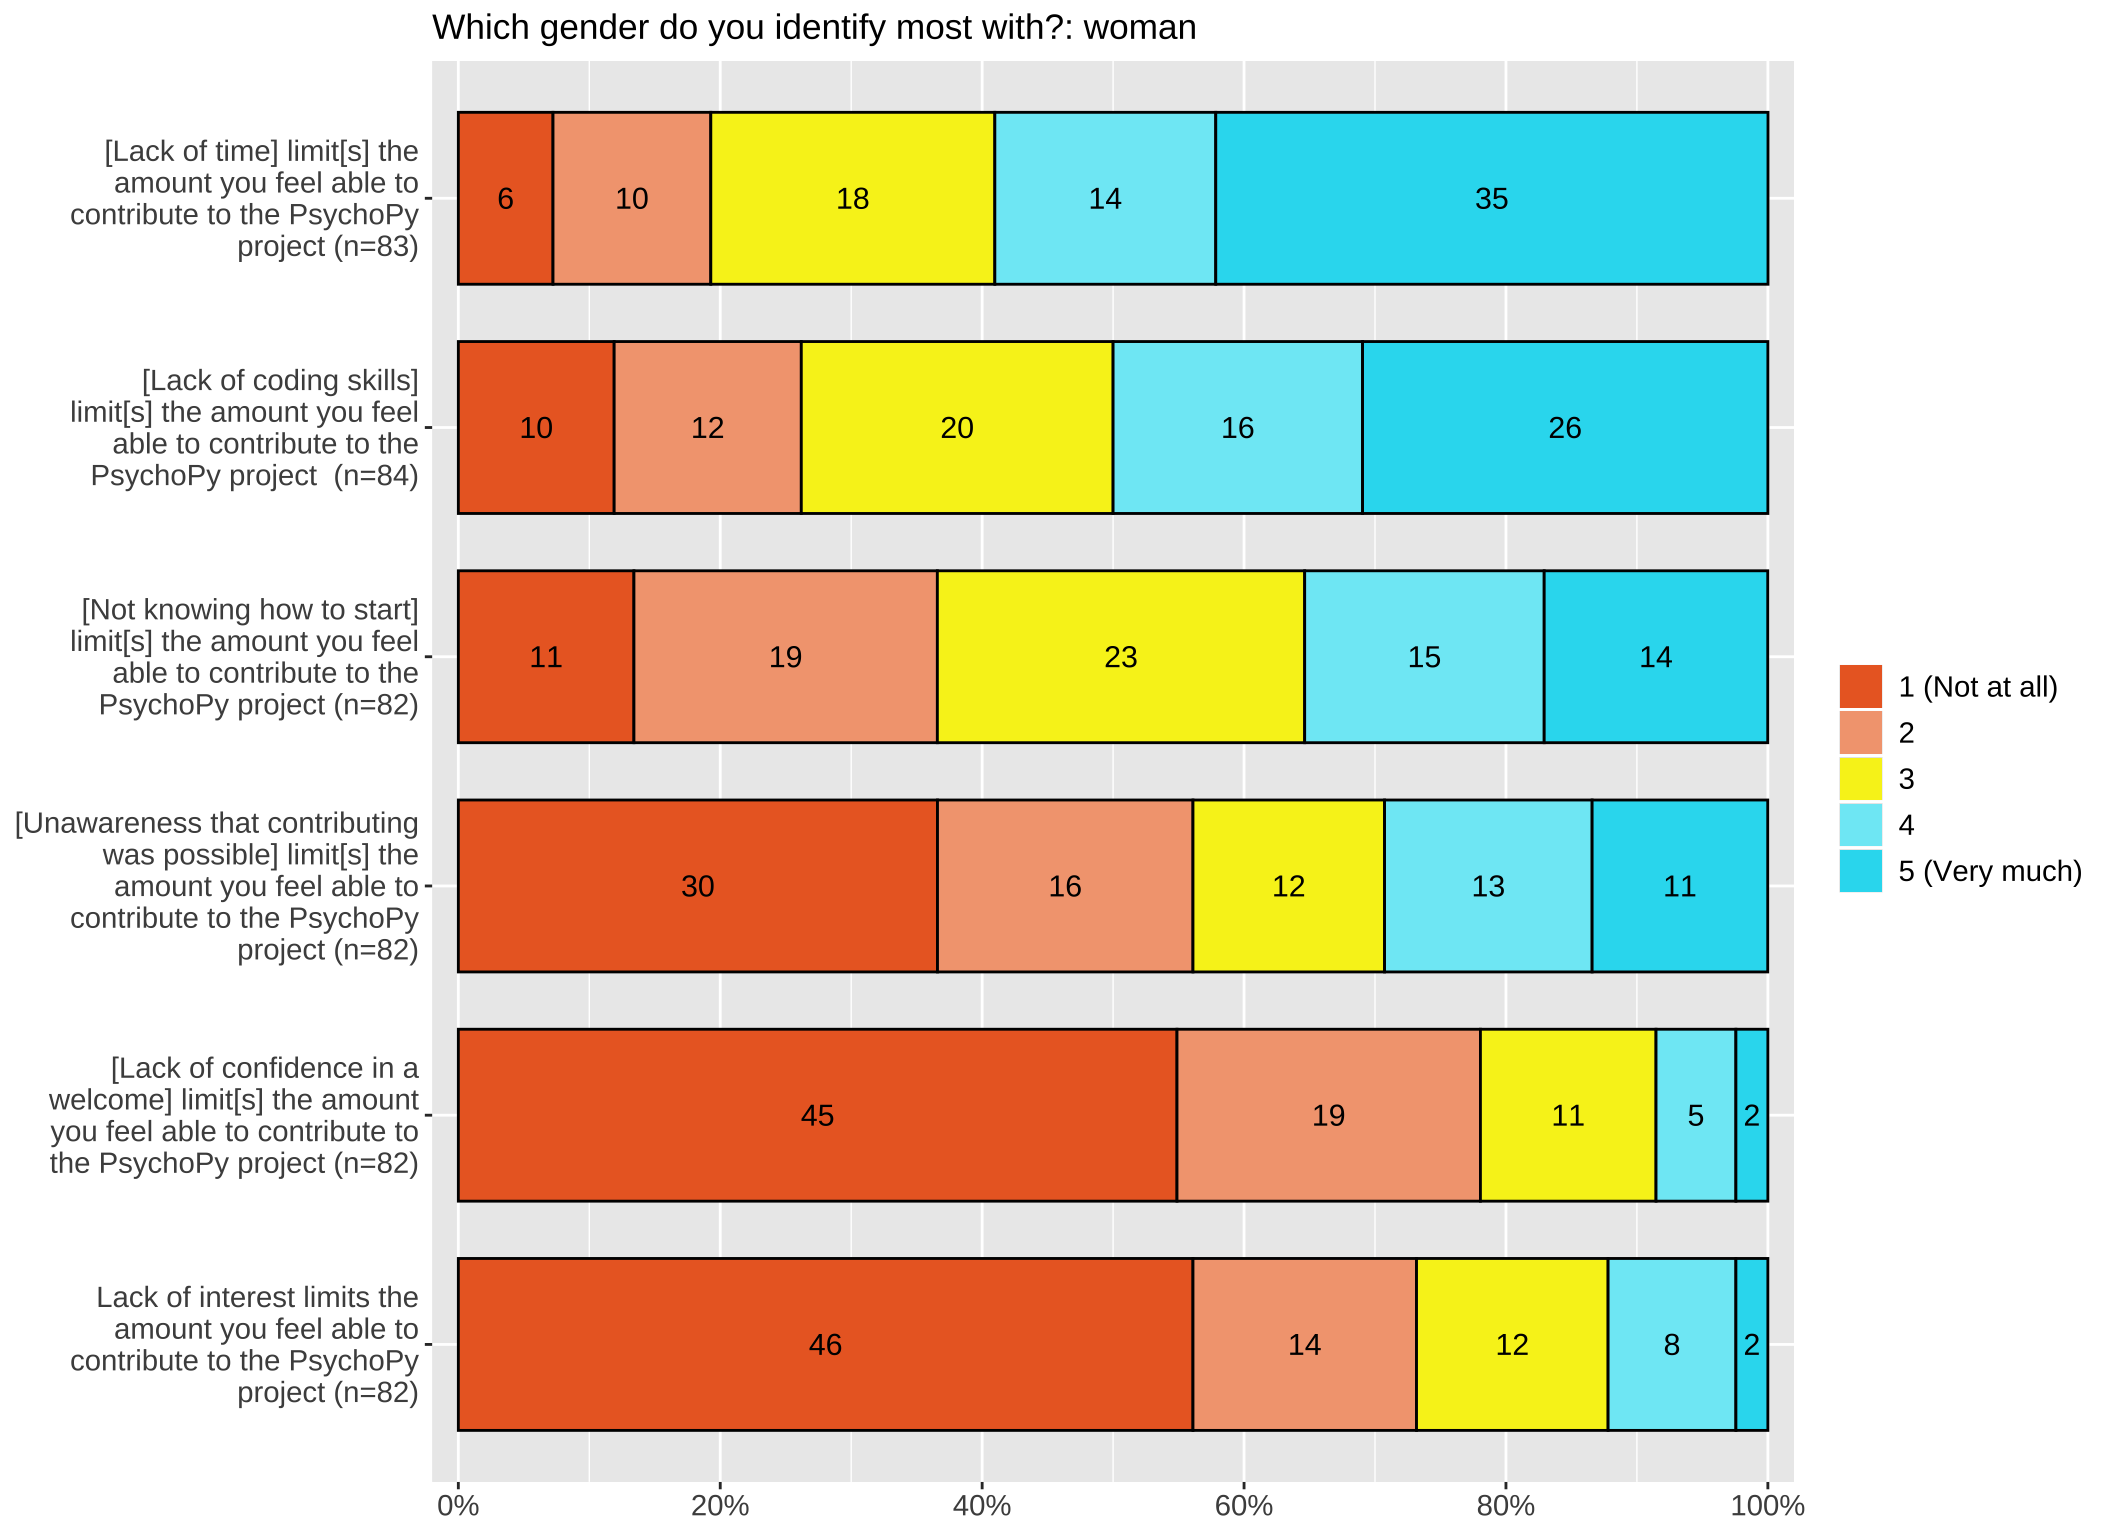 Which gender do you identify most with?: woman
[Lack of time] limit[s] the
amount you feel able to
contribute to the PsychoPy
project (n=83)
6 10 18 14 35
[Lack of coding skills]
limit[s] the amount you feel
able to contribute to the
PsychoPy project  (n=84)
10 12 20 16 26
[Not knowing how to start]
limit[s] the amount you feel
able to contribute to the
PsychoPy project (n=82)
11 19 23 15 14
[Unawareness that contributing
was possible] limit[s] the
amount you feel able to
contribute to the PsychoPy
project (n=82)
30 16 12 13 11
[Lack of confidence in a
welcome] limit[s] the amount
you feel able to contribute to
the PsychoPy project (n=82)
45 19 11 5 2
Lack of interest limits the
amount you feel able to
contribute to the PsychoPy
project (n=82)
46 14 12 8 2
0% 20% 40% 60% 80% 100%
1 (Not at all)
2
3
4
5 (Very much)